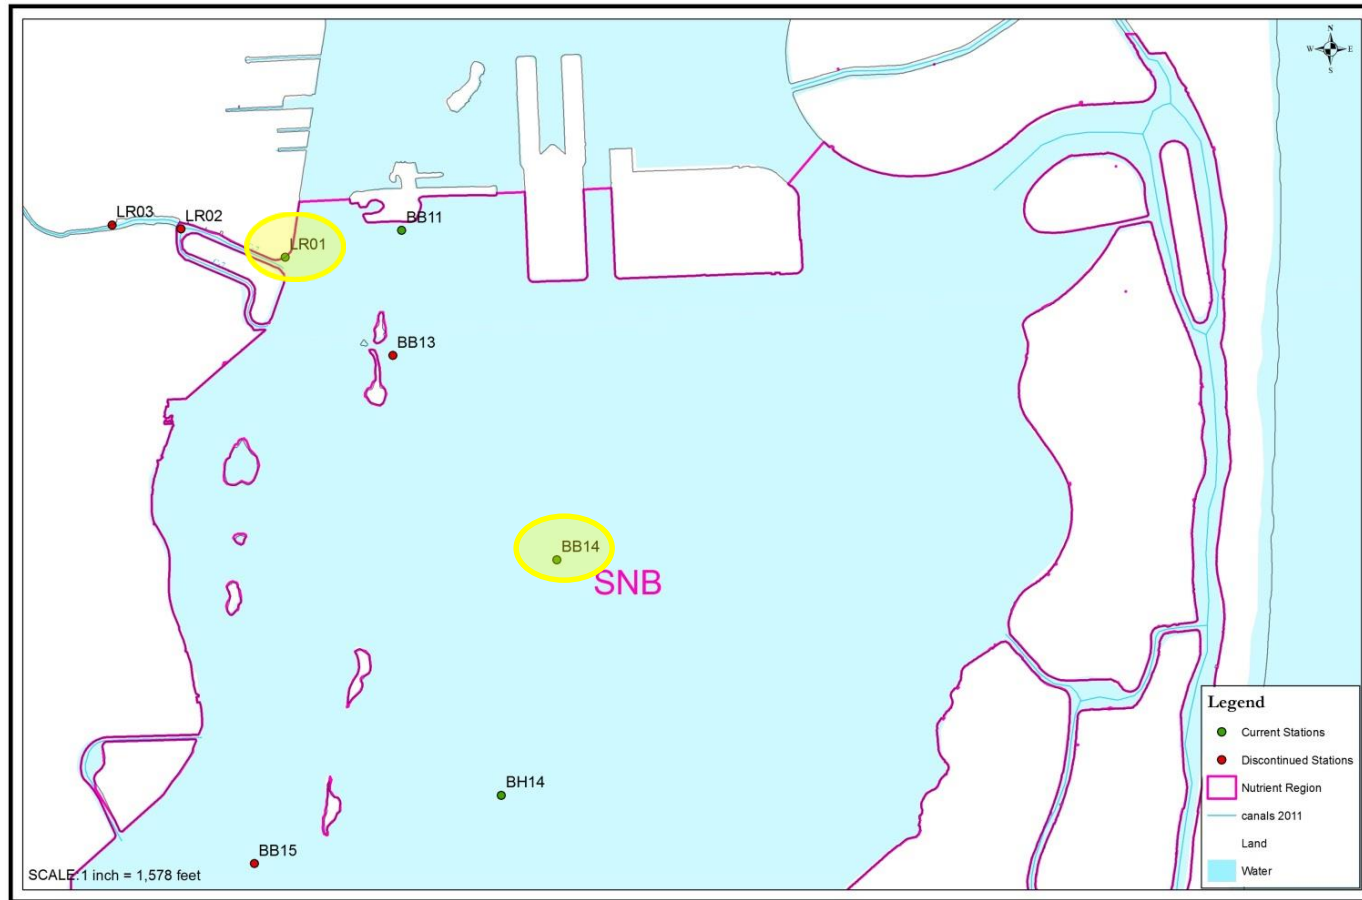 N
W E
S
LR03
LR02
LR01
BB11
BB13
BB14
SNB
BH14
BB15
SCALE:1 inch = 1,578 feet
Legend
Current Stations
Discontinued Stations
Nutrient Region
canals 2011
Land
Water